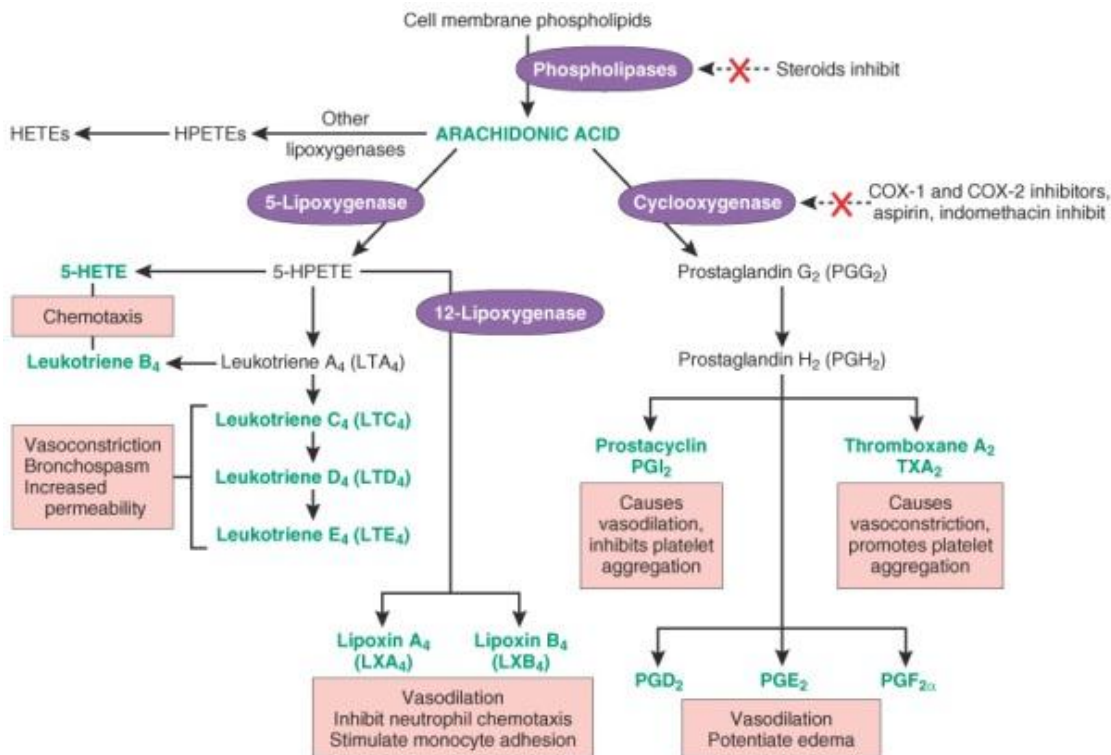 Cell membrane phospholipids
Phospholipases
Steroids inhibit
HETEs
HPETEs
Other
lipoxygenases
ARACHIDONIC ACID
5-Lipoxygenase
Cyclooxygenase
COX-1 and COX-2 inhibitors,
aspirin, indomethacin inhibit
5-HETE
5-HPETE
Prostaglandin G₂ (PGG₂)
Chemotaxis
12-Lipoxygenase
Leukotriene B₄
Leukotriene A₄ (LTA₄)
Prostaglandin H₂ (PGH₂)
Vasoconstriction
Bronchospasm
Increased
permeability
Leukotriene C₄ (LTC₄)
Leukotriene D₄ (LTD₄)
Leukotriene E₄ (LTE₄)
Prostacyclin
PGI₂
Causes
vasodilation,
inhibits platelet
aggregation
Thromboxane A₂
TXA₂
Causes
vasoconstriction,
promotes platelet
aggregation
Lipoxin A₄
(LXA₄)
Lipoxin B₄
(LXB₄)
Vasodilation
Inhibit neutrophil chemotaxis
Stimulate monocyte adhesion
PGD₂
PGE₂
PGF₂α
Vasodilation
Potentiate edema